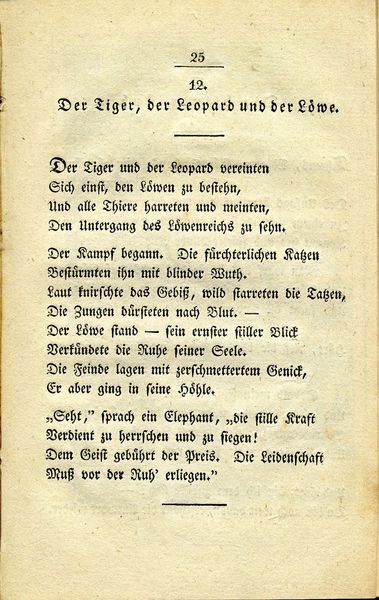 25
12.
Der Tiger, der Leopard und der Löwe.
Der Tiger und der Leopard vereinten
Sich einst, den Löwen zu bestehn,
Und alle Thiere harreten und meinten,
Den Untergang des Löwenreichs zu sehn.
Der Kampf begann. Die fürchterlichen Katzen
Bestürmten ihn mit blinder Wuth.
Laut knirschte das Gebiß, wild starreten die Tatzen,
Die Zungen dürsteten nach Blut. —
Der Löwe stand — sein ernster stiller Blick
Verkündete die Ruhe seiner Seele.
Die Feinde lagen mit zerschmettertem Genick,
Er aber ging in seine Höhle.
„Seht,” sprach ein Elephant, „die stille Kraft
Verdient zu herrschen und zu siegen!
Dem Geist gebührt der Preis. Die Leidenschaft
Muß vor der Ruh' erliegen.”